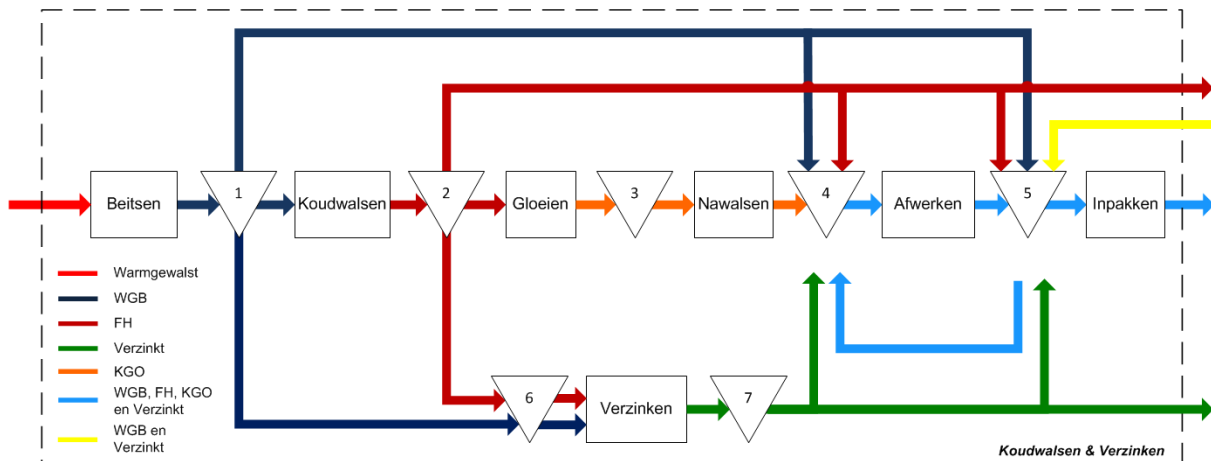 1
2
3
4
5
Beitsen
Koudwalsen
Gloeien
Nawalsen
Afwerken
Inpakken
Warmgewalst
WGB
FH
Verzinkt
KGO
WGB, FH, KGO
en Verzinkt
WGB en
Verzinkt
6
Verzinken
7
Koudwalsen & Verzinken